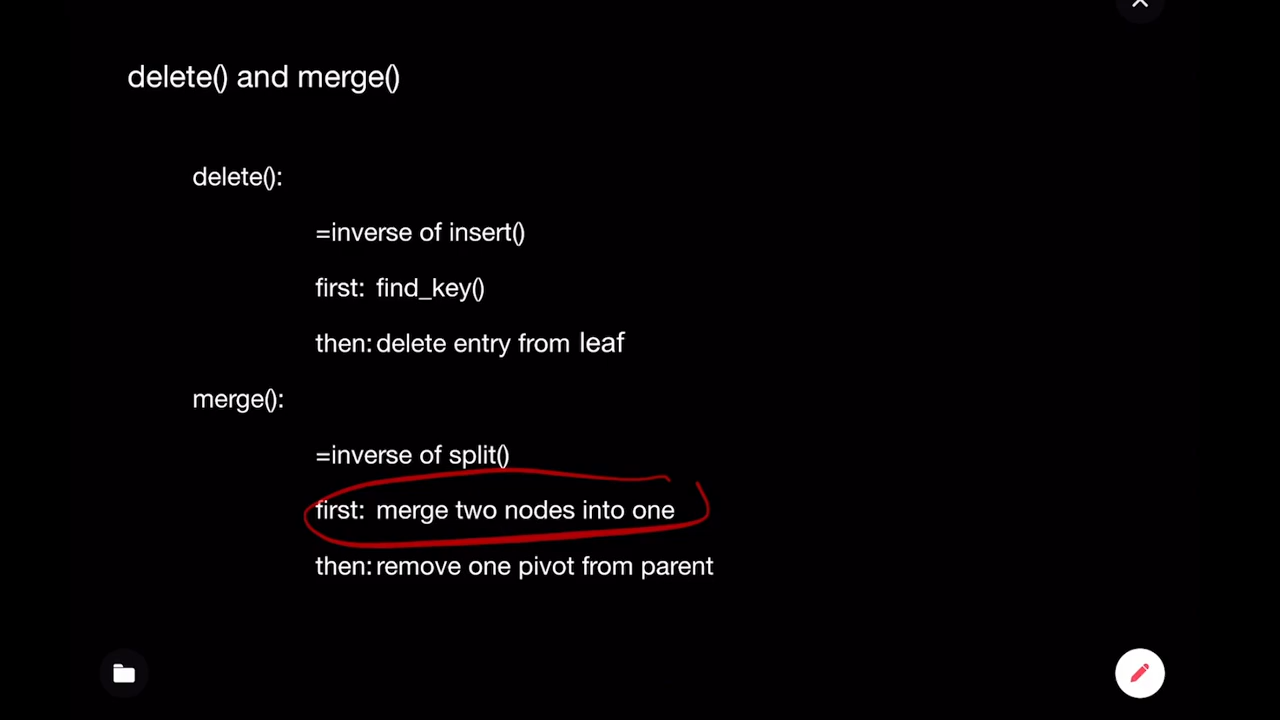 delete() and merge()
delete():
=inverse of insert()
first: find_key()
then: delete entry from leaf
merge():
=inverse of split()
first: merge two nodes into one
then: remove one pivot from parent